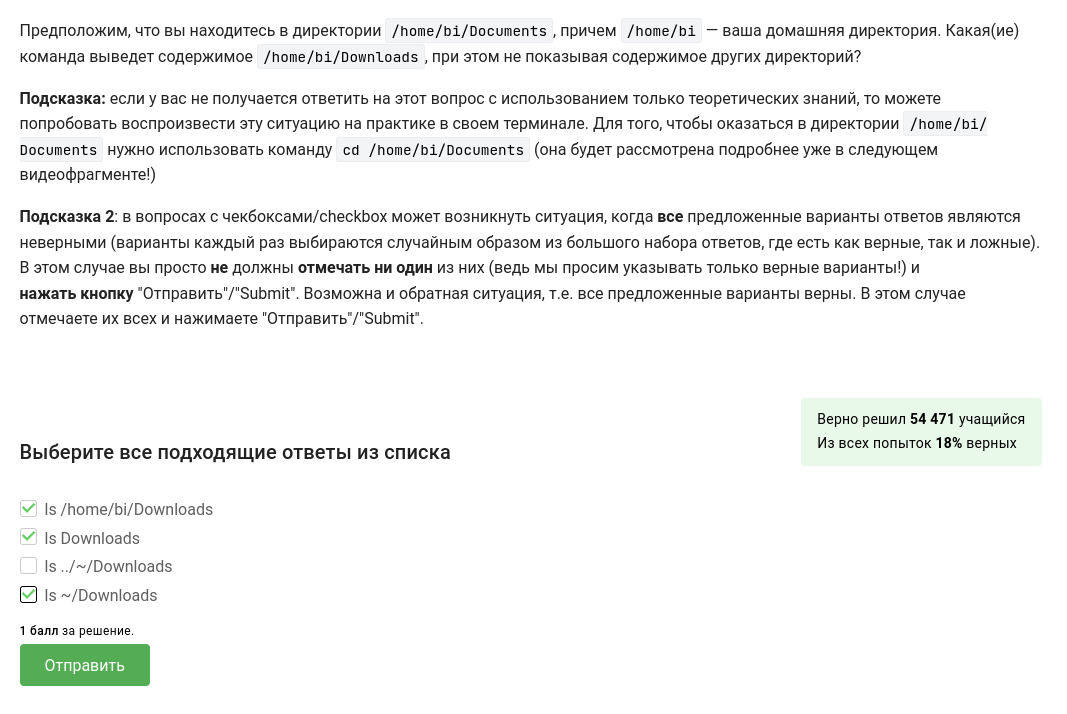 Предположим, что вы находитесь в директории /home/bi/Documents, причем /home/bi — ваша домашняя директория. Какая(ие)
команда выведет содержимое /home/bi/Downloads, при этом не показывая содержимое других директорий?
Подсказка: если у вас не получается ответить на этот вопрос с использованием только теоретических знаний, то можете
попробовать воспроизвести эту ситуацию на практике в своем терминале. Для того, чтобы оказаться в директории /home/bi/
Documents нужно использовать команду cd /home/bi/Documents (она будет рассмотрена подробнее уже в следующем
видеофрагменте!)
Подсказка 2: в вопросах с чекбоксами/checkbox может возникнуть ситуация, когда все предложенные варианты ответов являются
неверными (варианты каждый раз выбираются случайным образом из большого набора ответов, где есть как верные, так и ложные).
В этом случае вы просто не должны отмечать ни один из них (ведь мы просим указывать только верные варианты!) и
нажать кнопку "Отправить"/"Submit". Возможна и обратная ситуация, т.е. все предложенные варианты верны. В этом случае
отмечаете их всех и нажимаете "Отправить"/"Submit".
Верно решил 54 471 учащийся
Из всех попыток 18% верных
Выберите все подходящие ответы из списка
ls /home/bi/Downloads
ls Downloads
ls ../~/Downloads
ls ~/Downloads
1 балл за решение.
Отправить